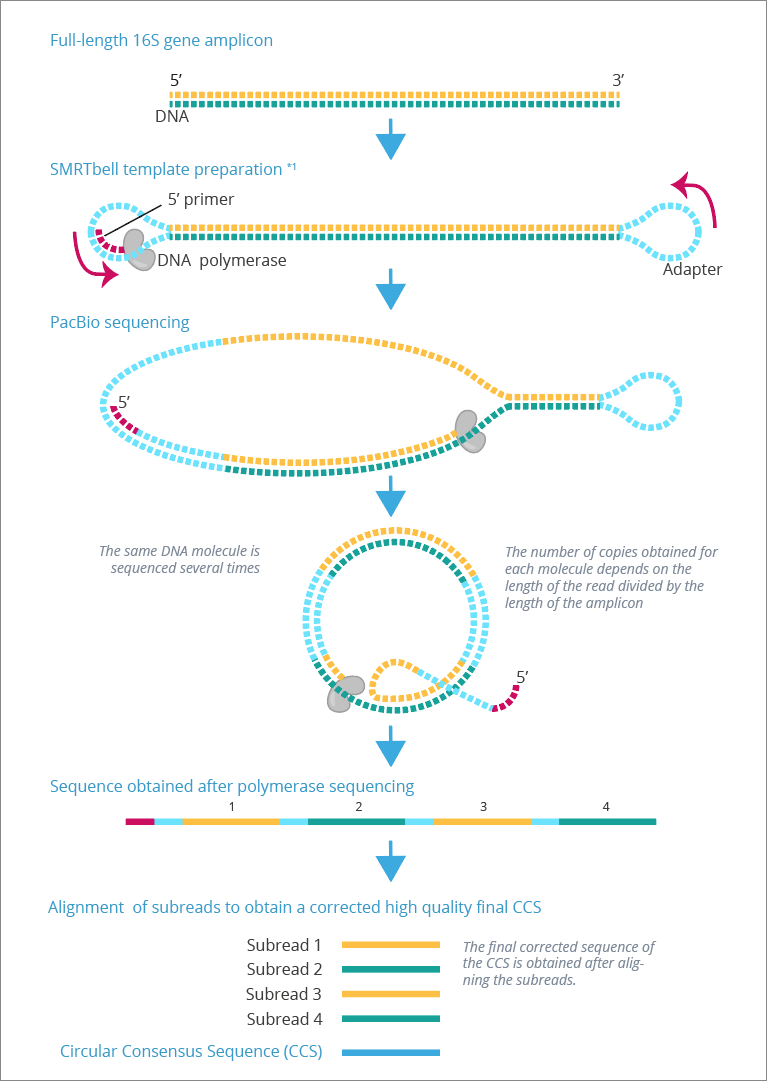 Full-length 16S gene amplicon
5’
3’
DNA
SMRTbell template preparation *1
5’ primer
DNA polymerase
Adapter
PacBio sequencing
5’
The same DNA molecule is
sequenced several times
The number of copies obtained for
each molecule depends on the
length of the read divided by the
length of the amplicon
5’
Sequence obtained after polymerase sequencing
1
2
3
4
Alignment of subreads to obtain a corrected high quality final CCS
Subread 1
Subread 2
Subread 3
Subread 4
The final corrected sequence of
the CCS is obtained after alig-
ning the subreads.
Circular Consensus Sequence (CCS)